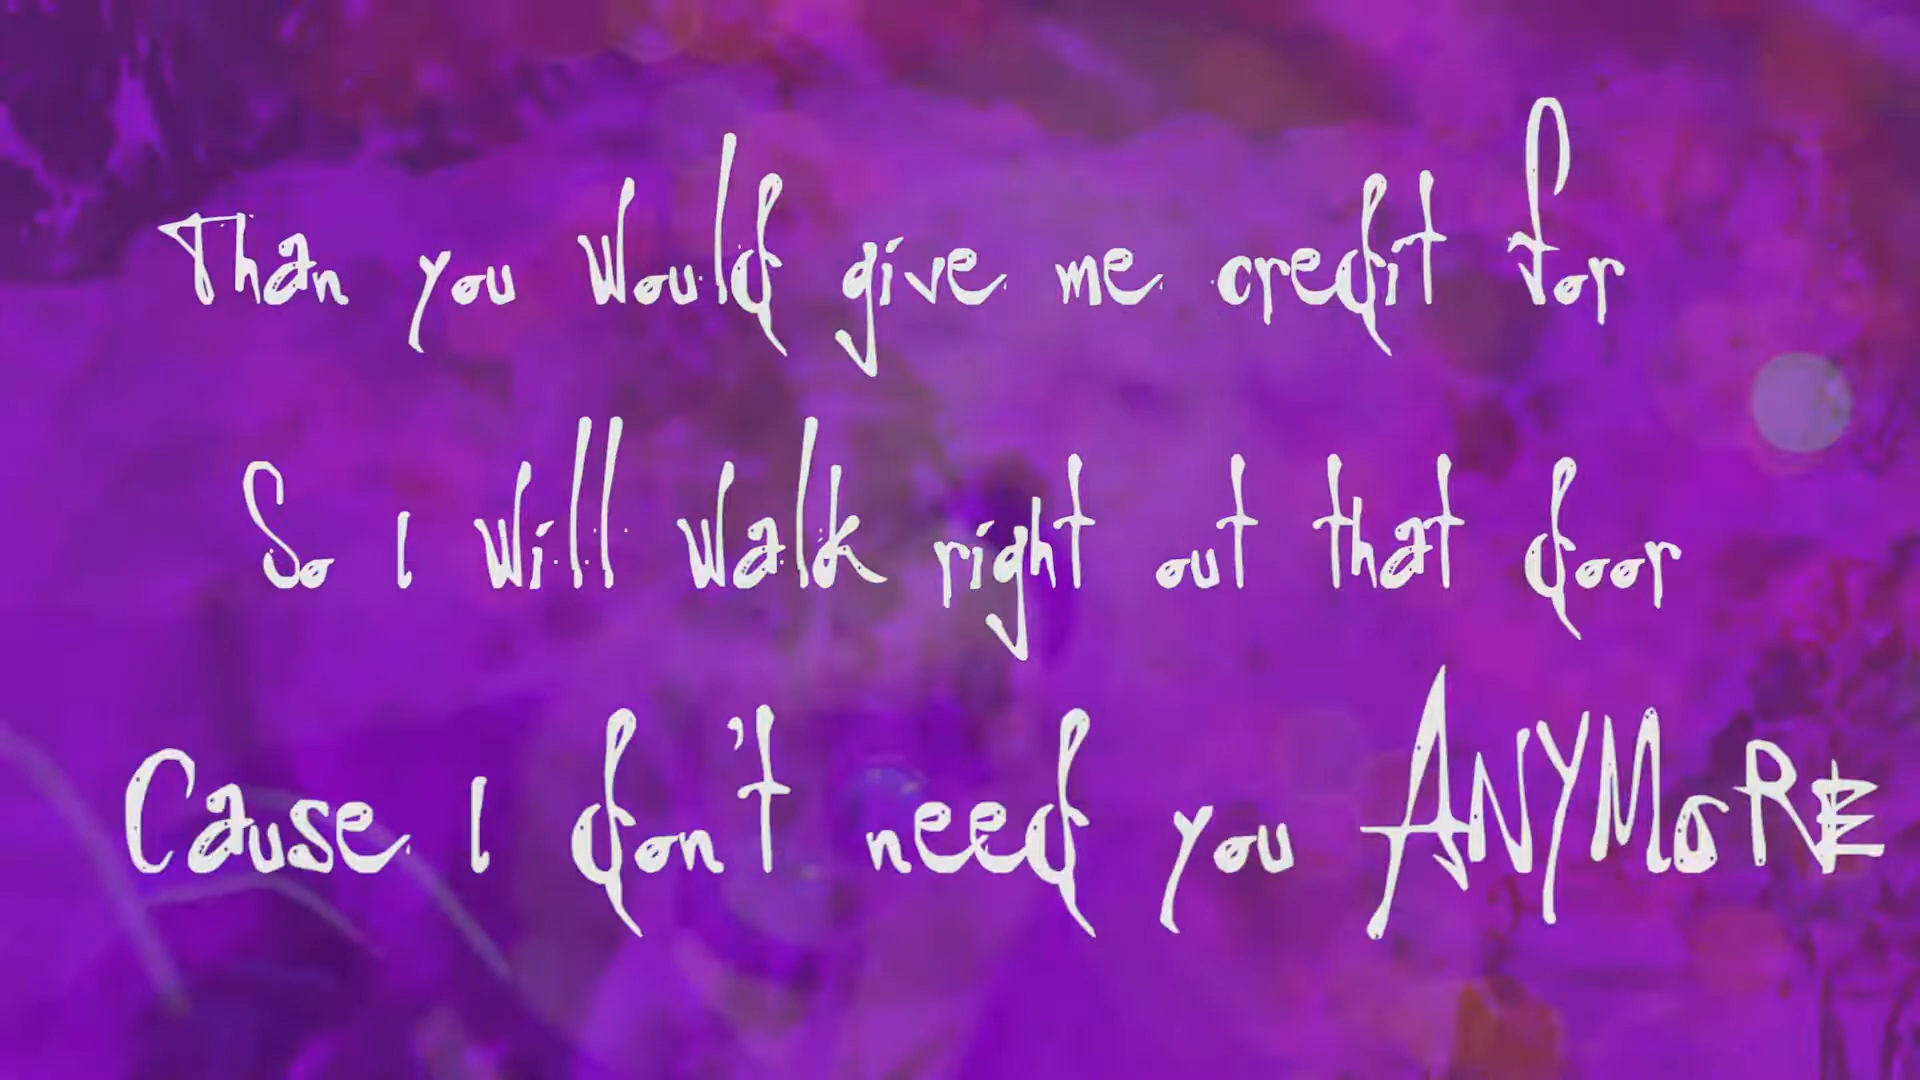 Than you would give me credit for
So I will walk right out that door
Cause I don't need you ANYMoRE